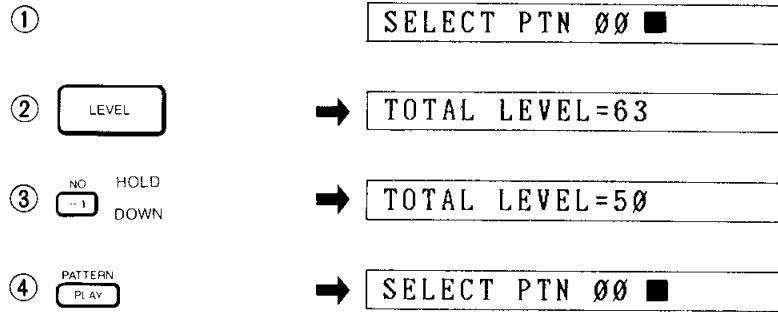 ① SELECT PTN ØØ ■
② LEVEL → TOTAL LEVEL=63
NO HOLD
③ -1 → TOTAL LEVEL=5Ø
DOWN
PATTERN
④ PLAY → SELECT PTN ØØ ■